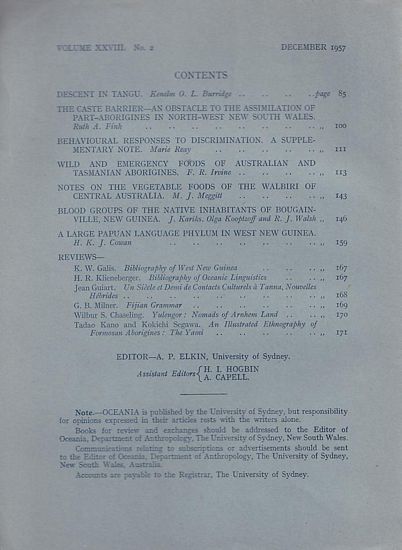 VOLUME XXVIII. No. 2 DECEMBER 1957
CONTENTS
DESCENT IN TANGU. Kenelm O. L. Burridge .. .. .. ..page 85
THE CASTE BARRIER—AN OBSTACLE TO THE ASSIMILATION OF
PART-ABORIGINES IN NORTH-WEST NEW SOUTH WALES.
Ruth A. Fink .. .. .. .. .. .. .. .. ,, 100
BEHAVIOURAL RESPONSES TO DISCRIMINATION. A SUPPLE-
MENTARY NOTE. Marie Reay .. .. .. .. .. ,, 111
WILD AND EMERGENCY FOODS OF AUSTRALIAN AND
TASMANIAN ABORIGINES. F. R. Irvine .. .. .. .. ,, 113
NOTES ON THE VEGETABLE FOODS OF THE WALBIRI OF
CENTRAL AUSTRALIA. M. J. Meggitt .. .. .. .. ,, 143
BLOOD GROUPS OF THE NATIVE INHABITANTS OF BOUGAIN-
VILLE, NEW GUINEA. J. Kariks, Olga Kooptzoff and R. J. Walsh .. ,, 146
A LARGE PAPUAN LANGUAGE PHYLUM IN WEST NEW GUINEA.
H. K. J. Cowan .. .. .. .. .. .. .. ,, 159
REVIEWS—
K. W. Galis. Bibliography of West New Guinea .. .. .. ,, 167
H. R. Klieneberger. Bibliography of Oceanic Linguistics .. .. ,, 167
Jean Guiart. Un Siècle et Demi de Contacts Culturels à Tanna, Nouvelles
Hébrides .. .. .. .. .. .. .. .. ,, 168
G. B. Milner. Fijian Grammar .. .. .. .. .. ,, 169
Wilbur S. Chaseling. Yulengor: Nomads of Arnhem Land .. .. ,, 170
Tadao Kano and Kokichi Segawa. An Illustrated Ethnography of
Formosan Aborigines: The Yami .. .. .. .. .. ,, 171
EDITOR—A. P. ELKIN, University of Sydney.
Assistant Editors { H. I. HOGBIN
A. CAPELL.
Note.—OCEANIA is published by the University of Sydney, but responsibility
for opinions expressed in their articles rests with the writers alone.
Books for review and exchanges should be addressed to the Editor of
Oceania, Department of Anthropology, The University of Sydney, New South Wales.
Communications relating to subscriptions or advertisements should be sent
to the Editor of Oceania, Department of Anthropology, The University of Sydney,
New South Wales, Australia.
Accounts are payable to the Registrar, The University of Sydney.